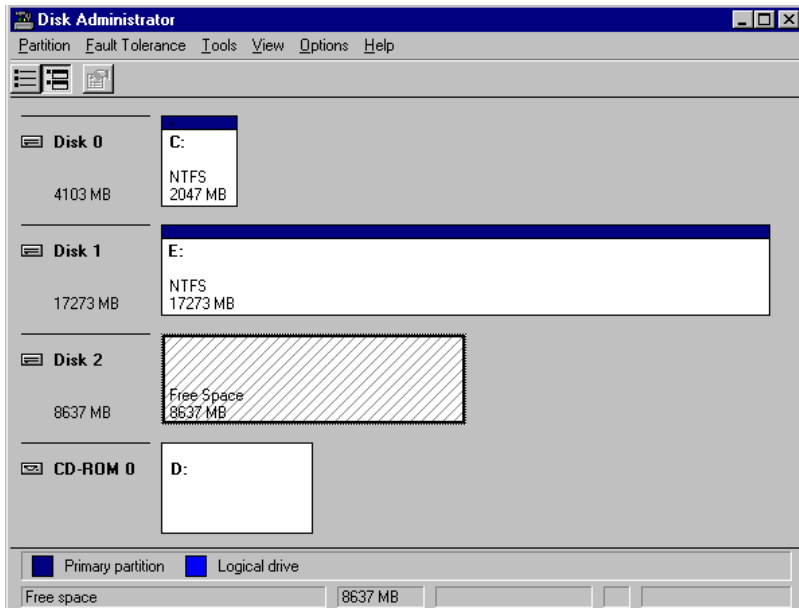 Disk Administrator
Partition Fault Tolerance Tools View Options Help
Disk 0
4103 MB
C:
NTFS
2047 MB
Disk 1
17273 MB
E:
NTFS
17273 MB
Disk 2
8637 MB
Free Space
8637 MB
CD-ROM 0
D:
Primary partition Logical drive
Free space 8637 MB